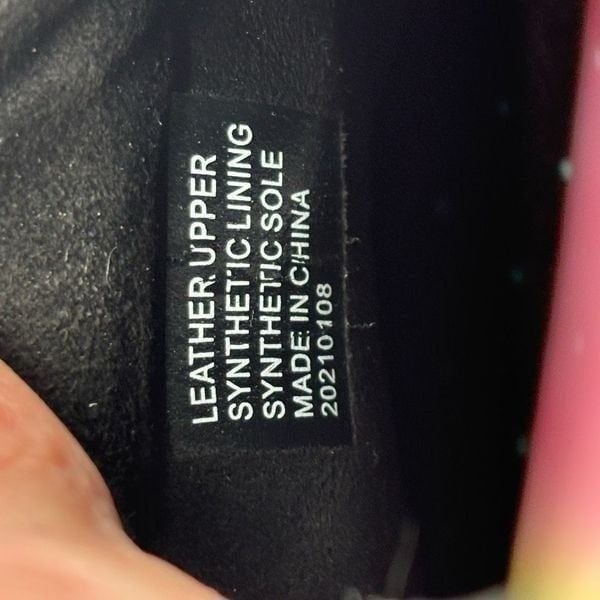 LEATHER UPPER
SYNTHETIC LINING
SYNTHETIC SOLE
MADE IN CHINA
20210108